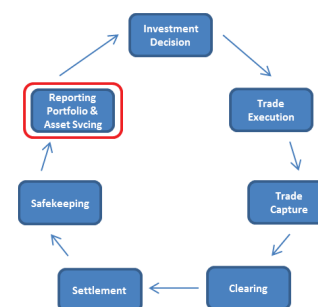 Investment
Decision
Trade
Execution
Trade
Capture
Clearing
Settlement
Safekeeping
Reporting
Portfolio &
Asset Svcing